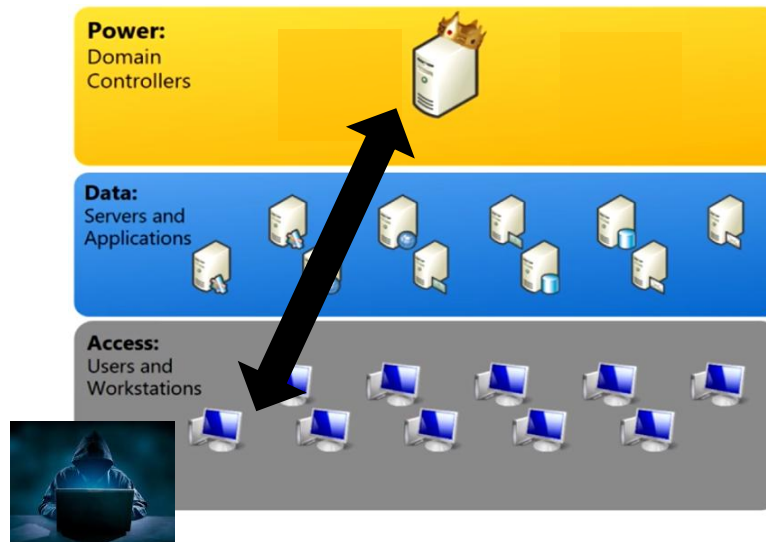 Power:
Domain
Controllers
Data:
Servers and
Applications
Access:
Users and
Workstations